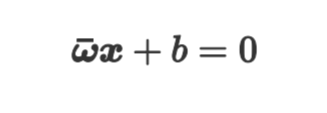 ω̄x + b = 0